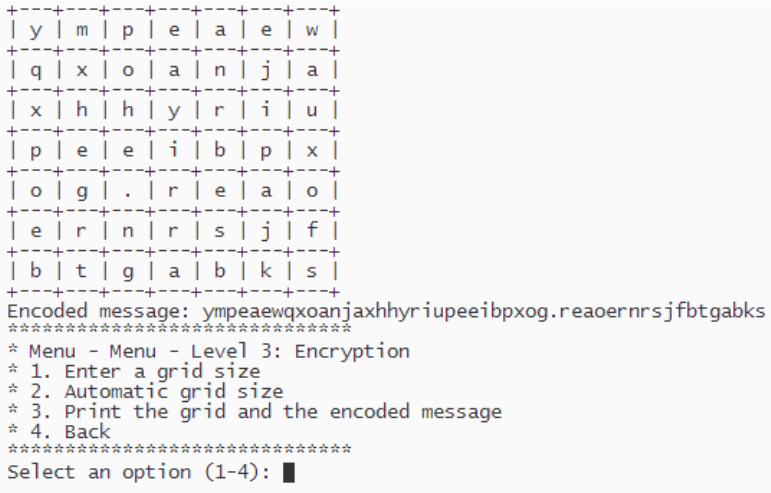 +---+---+---+---+---+---+---+
| y | m | p | e | a | e | w |
+---+---+---+---+---+---+---+
| q | x | o | a | n | j | a |
+---+---+---+---+---+---+---+
| x | h | h | y | r | i | u |
+---+---+---+---+---+---+---+
| p | e | e | i | b | p | x |
+---+---+---+---+---+---+---+
| o | g | . | r | e | a | o |
+---+---+---+---+---+---+---+
| e | r | n | r | s | j | f |
+---+---+---+---+---+---+---+
| b | t | g | a | b | k | s |
+---+---+---+---+---+---+---+
Encoded message: ympeaewqxoanjaxhhyriupeeibpxog.reaoernrsjfbtgabks
******************************
* Menu - Menu - Level 3: Encryption
* 1. Enter a grid size
* 2. Automatic grid size
* 3. Print the grid and the encoded message
* 4. Back
******************************
Select an option (1-4):